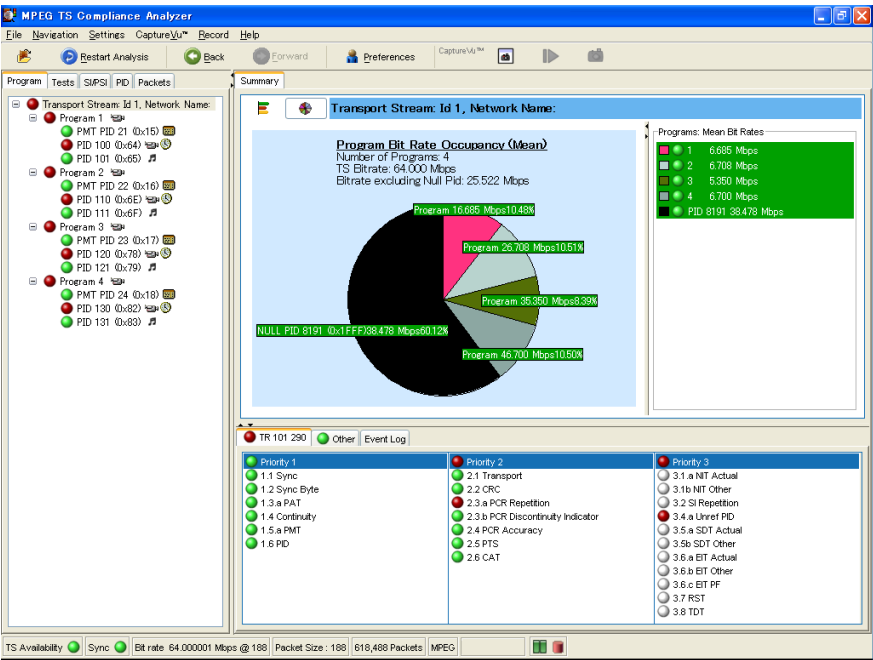 MPEG TS Compliance Analyzer
File Navigation Settings CaptureVu™ Record Help
Restart Analysis Back Forward Preferences CaptureVu™
Program Tests SI/PSI PID Packets
Transport Stream: Id 1, Network Name:
Program 1
PMT PID 21 (0x15)
PID 100 (0x64)
PID 101 (0x65)
Program 2
PMT PID 22 (0x16)
PID 110 (0x6E)
PID 111 (0x6F)
Program 3
PMT PID 23 (0x17)
PID 120 (0x78)
PID 121 (0x79)
Program 4
PMT PID 24 (0x18)
PID 130 (0x82)
PID 131 (0x83)
Summary
Transport Stream: Id 1, Network Name:
Program Bit Rate Occupancy (Mean)
Number of Programs: 4
TS Bitrate: 64.000 Mbps
Bitrate excluding Null Pid: 25.522 Mbps
Program 16.685 Mbps10.48%
Program 26.708 Mbps10.51%
Program 35.350 Mbps8.39%
NULL PID 8191 (0x1FFF)38.478 Mbps60.12%
Program 46.700 Mbps10.50%
Programs: Mean Bit Rates
1 6.685 Mbps
2 6.708 Mbps
3 5.350 Mbps
4 6.700 Mbps
PID 8191 38.478 Mbps
TR 101 290 Other Event Log
Priority 1
1.1 Sync
1.2 Sync Byte
1.3.a PAT
1.4 Continuity
1.5.a PMT
1.6 PID
Priority 2
2.1 Transport
2.2 CRC
2.3.a PCR Repetition
2.3.b PCR Discontinuity Indicator
2.4 PCR Accuracy
2.5 PTS
2.6 CAT
Priority 3
3.1.a NIT Actual
3.1b NIT Other
3.2 SI Repetition
3.4.a Unref PID
3.5.a SDT Actual
3.5b SDT Other
3.6.a EIT Actual
3.6.b EIT Other
3.6.c EIT PF
3.7 RST
3.8 TDT
TS Availability Sync Bit rate 64.000001 Mbps @ 188 Packet Size : 188 618,488 Packets MPEG